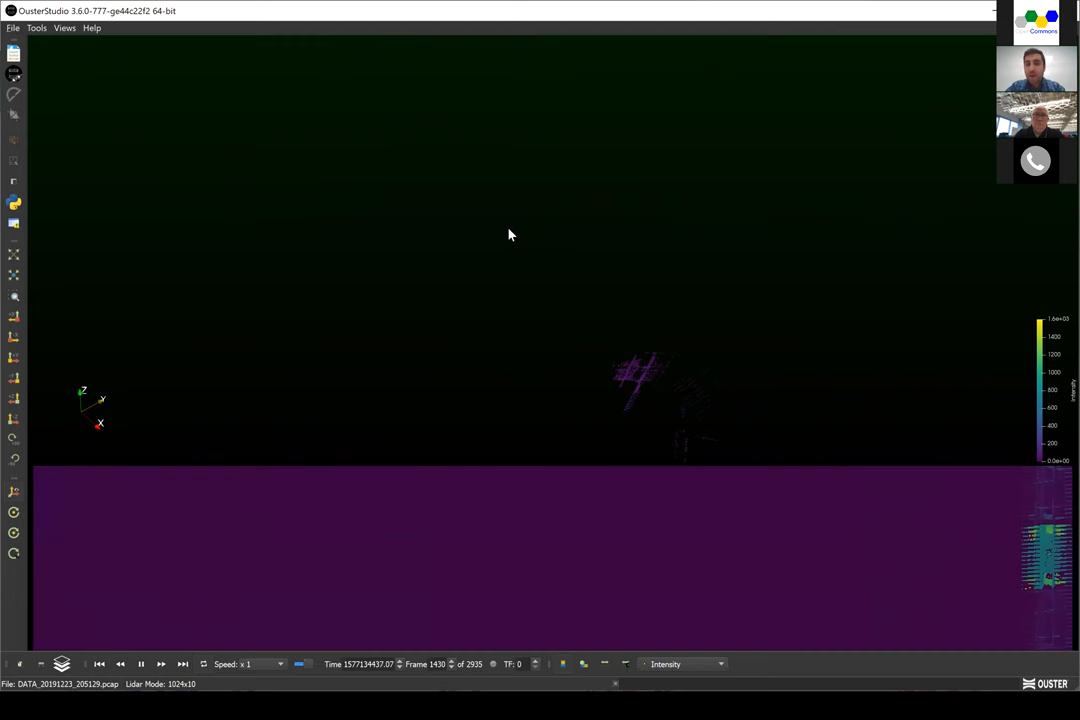 OusterStudio 3.6.0-777-ge44c22f2 64-bit
File Tools Views Help
Open Commons
1.6e+03
1400
1200
1000
800
600
400
200
0.0e+00
Intensity
Z
Y
X
Speed: x 1
Time 1577134437.07
Frame 1430 of 2935
TF: 0
Intensity
File: DATA_20191223_205129.pcap Lidar Mode: 1024x10
OUSTER